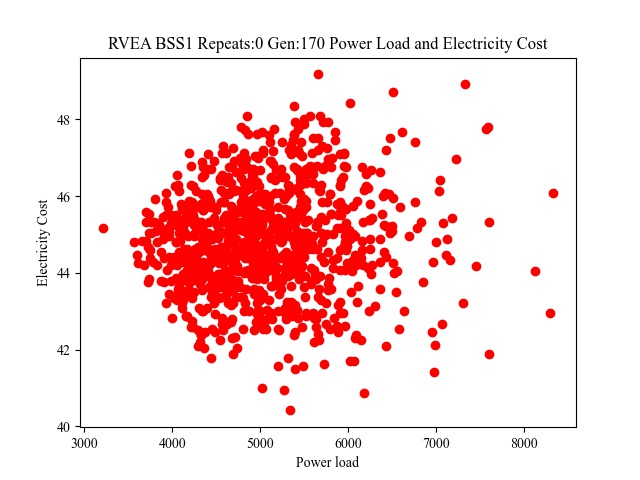 RVEA BSS1 Repeats:0 Gen:170 Power Load and Electricity Cost
48
46
44
42
40
Electricity Cost
3000 4000 5000 6000 7000 8000
Power load